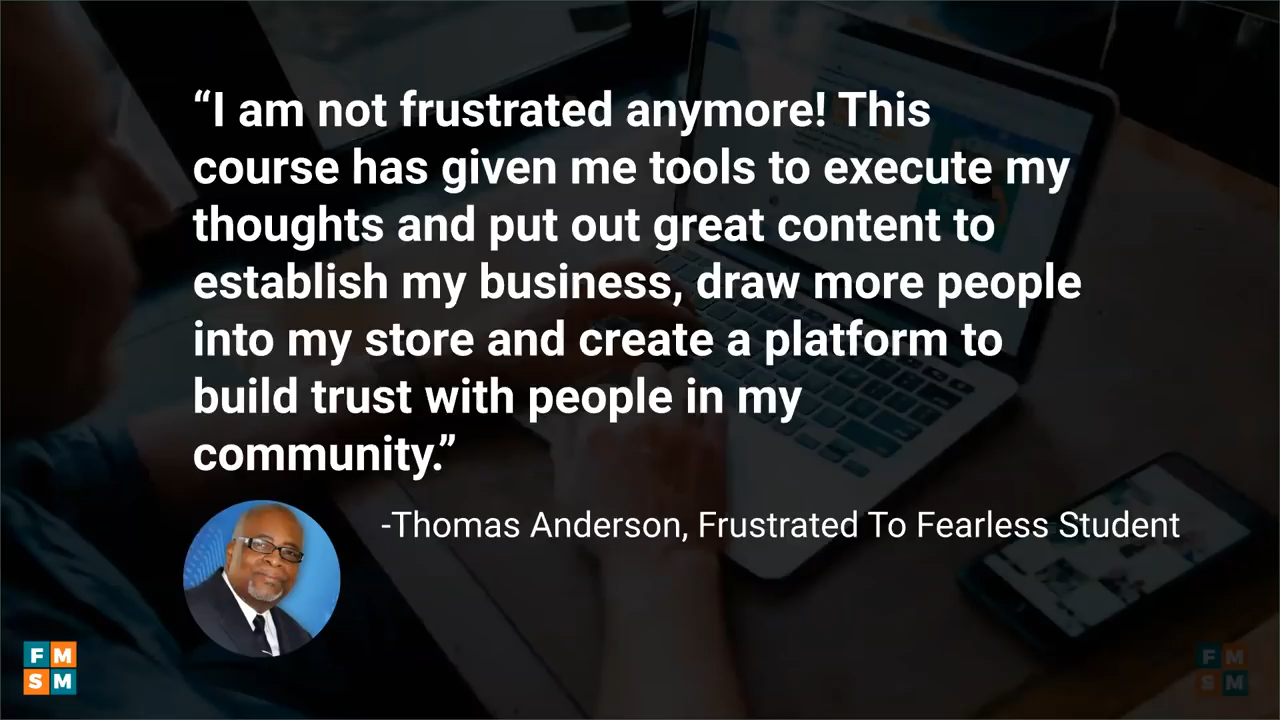 “I am not frustrated anymore! This
course has given me tools to execute my
thoughts and put out great content to
establish my business, draw more people
into my store and create a platform to
build trust with people in my
community.”
-Thomas Anderson, Frustrated To Fearless Student
F M
S M
F M
S M